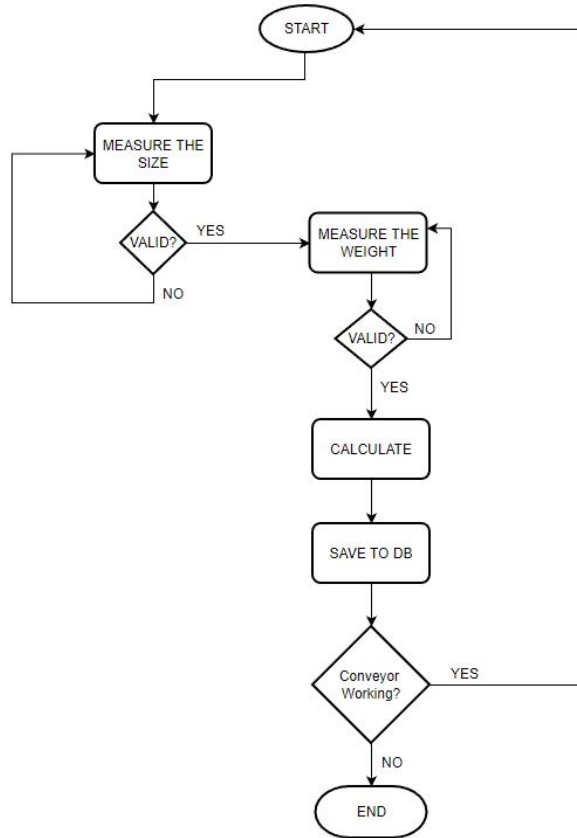 START
MEASURE THE
SIZE
VALID?
YES
NO
MEASURE THE
WEIGHT
VALID?
NO
YES
CALCULATE
SAVE TO DB
Conveyor
Working?
YES
NO
END